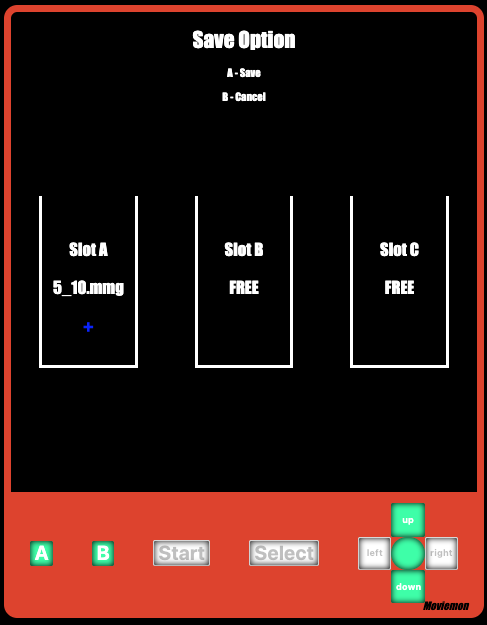 Save Option
A - Save
B - Cancel
Slot A
Slot B
Slot C
5_10.mmg
FREE
FREE
+
A
B
Start
Select
up
left
right
down
Moviemon